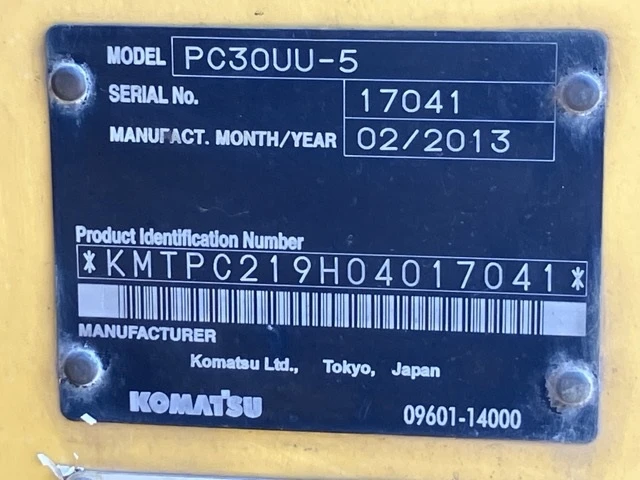 MODEL PC30UU-5
SERIAL No. 17041
MANUFACT. MONTH/YEAR 02/2013
Product Identification Number
*KMTPC219H04017041*
MANUFACTURER
Komatsu Ltd., Tokyo, Japan
KOMATSU 09601-14000